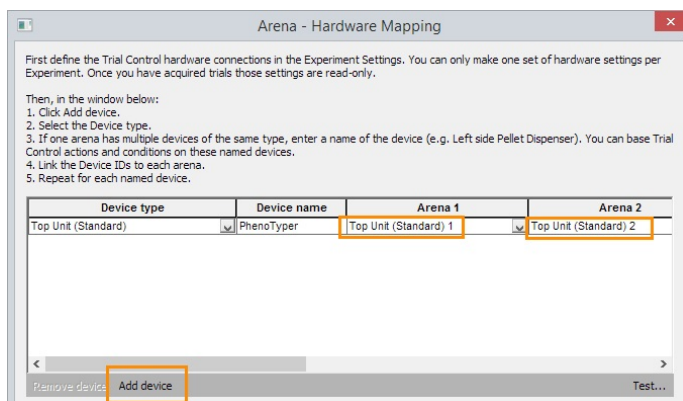 Arena - Hardware Mapping
First define the Trial Control hardware connections in the Experiment Settings. You can only make one set of hardware settings per
Experiment. Once you have acquired trials those settings are read-only.
Then, in the window below:
1. Click Add device.
2. Select the Device type.
3. If one arena has multiple devices of the same type, enter a name of the device (e.g. Left side Pellet Dispenser). You can base Trial
Control actions and conditions on these named devices.
4. Link the Device IDs to each arena.
5. Repeat for each named device.
Device type Device name Arena 1 Arena 2
Top Unit (Standard) PhenoTyper Top Unit (Standard) 1 Top Unit (Standard) 2
Remove device Add device Test...